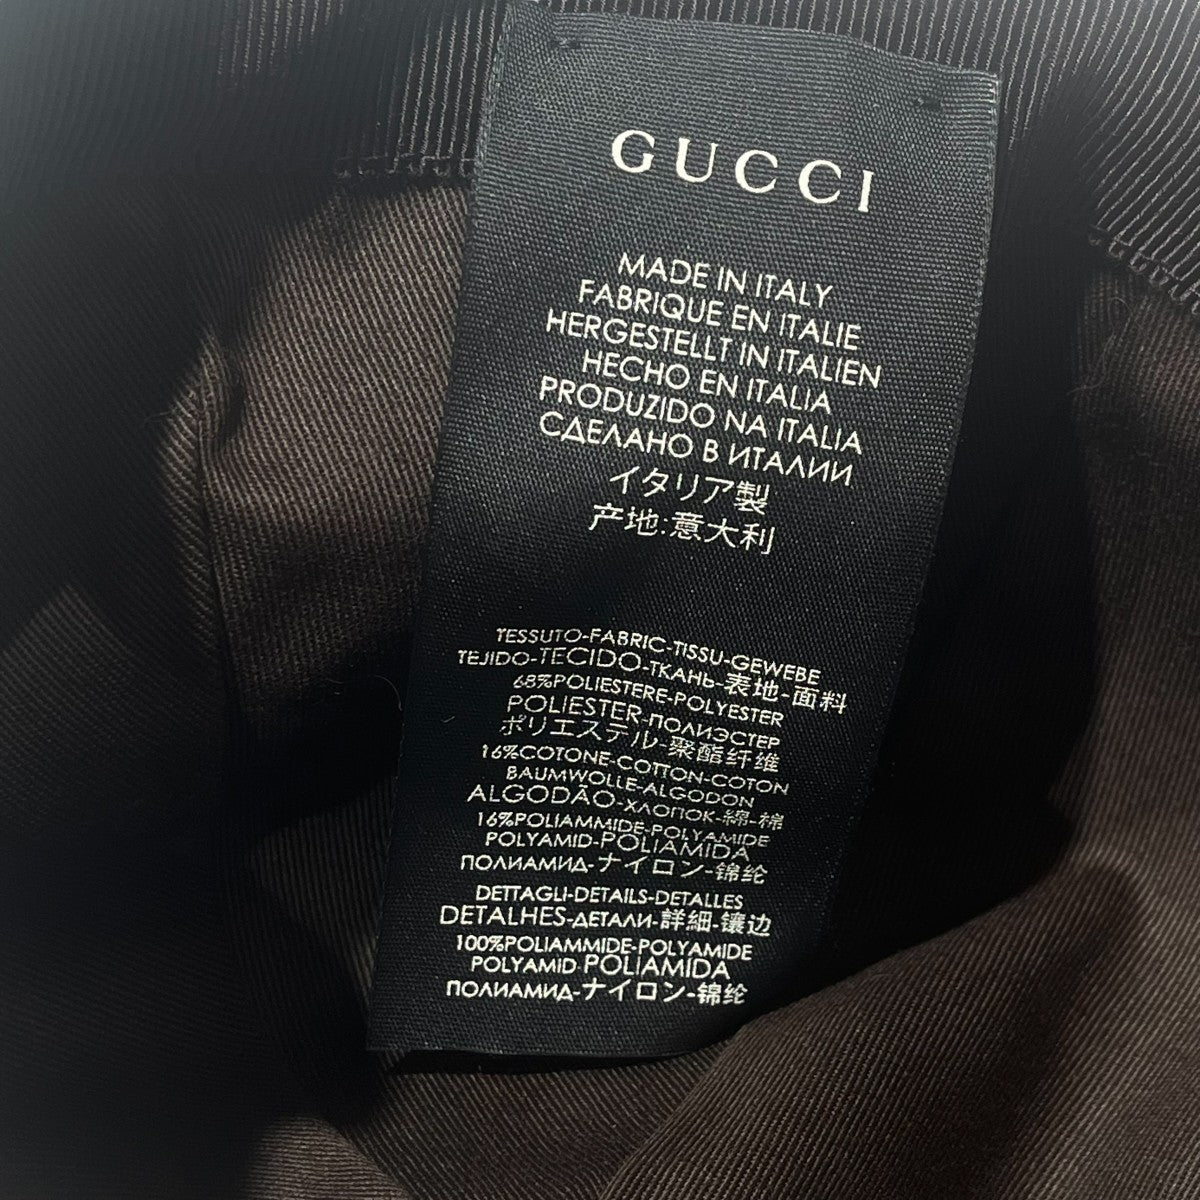 GUCCI
MADE IN ITALY
FABRIQUE EN ITALIE
HERGESTELLT IN ITALIEN
HECHO EN ITALIA
PRODUZIDO NA ITALIA
СДЕЛАНО В ИТАЛИИ
イタリア製
产地:意大利
TESSUTO-FABRIC-TISSU-GEWEBE
TEJIDO-TECIDO-ТКАНЬ-表地-面料
68%POLIESTERE-POLYESTER
POLIESTER-ПОЛИЭСТЕР
ポリエステル-聚酯纤维
16%COTONE-COTTON-COTON
BAUMWOLLE-ALGODON
ALGODÃO-ХЛОПОК-綿-棉
16%POLIAMMIDE-POLYAMIDE
POLYAMID-POLIAMIDA
ПОЛИАМИД-ナイロン-锦纶
DETTAGLI-DETAILS-DETALLES
DETALHES-ДЕТАЛИ-詳細-镶边
100%POLIAMMIDE-POLYAMIDE
POLYAMID-POLIAMIDA
ПОЛИАМИД-ナイロン-锦纶